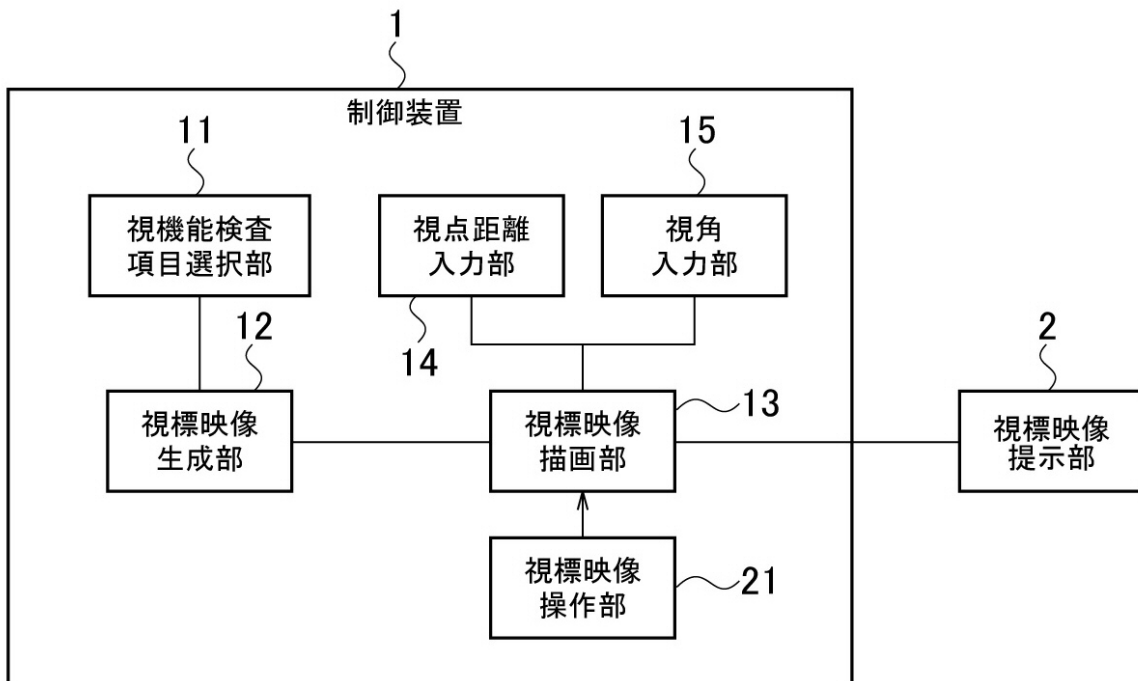 1
制御装置
11
15
視機能検査
項目選択部
視点距離
入力部
視角
入力部
12
14
2
視標映像
生成部
視標映像
描画部
13
視標映像
提示部
視標映像
操作部
21